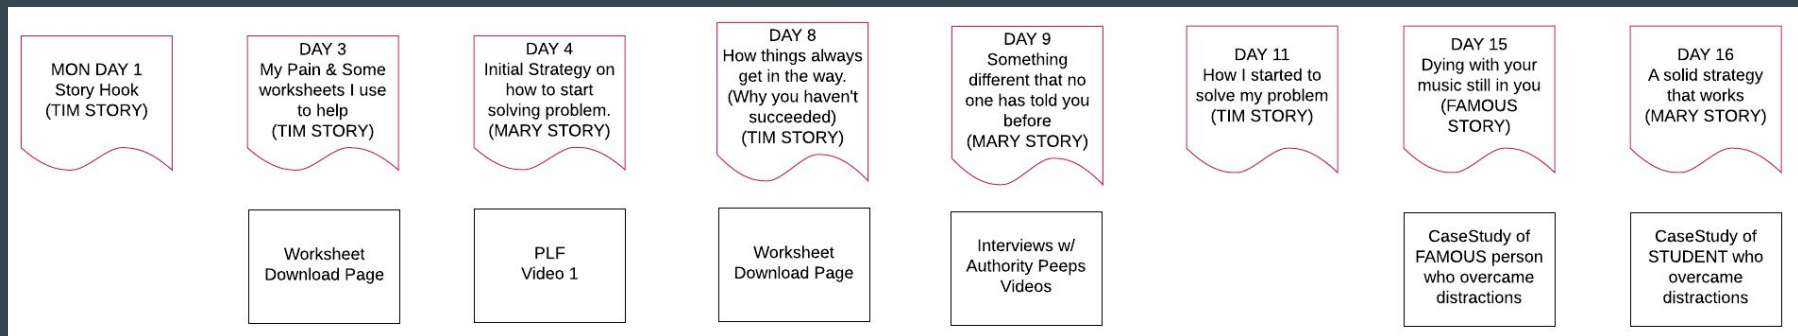 MON DAY 1
Story Hook
(TIM STORY)
DAY 3
My Pain & Some
worksheets I use
to help
(TIM STORY)
DAY 4
Initial Strategy on
how to start
solving problem.
(MARY STORY)
DAY 8
How things always
get in the way.
(Why you haven't
succeeded)
(TIM STORY)
DAY 9
Something
different that no
one has told you
before
(MARY STORY)
DAY 11
How I started to
solve my problem
(TIM STORY)
DAY 15
Dying with your
music still in you
(FAMOUS
STORY)
DAY 16
A solid strategy
that works
(MARY STORY)
Worksheet
Download Page
PLF
Video 1
Worksheet
Download Page
Interviews w/
Authority Peeps
Videos
CaseStudy of
FAMOUS person
who overcame
distractions
CaseStudy of
STUDENT who
overcame
distractions